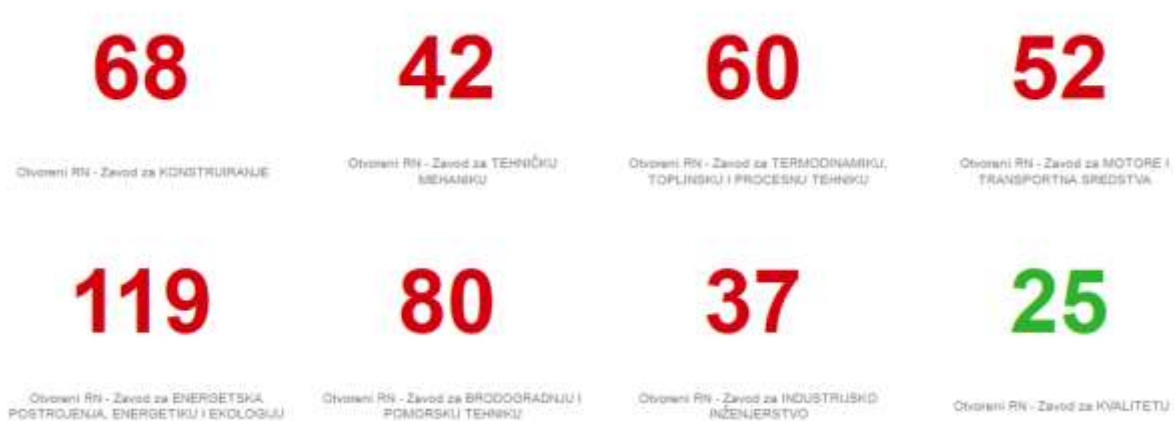 68
42
60
52
Otvoreni RN - Zavod za KONSTRUIRANJE
Otvoreni RN - Zavod za TEHNIČKU
MEHANIKU
Otvoreni RN - Zavod za TERMODINAMIKU,
TOPLINSKU I PROCESNU TEHNIKU
Otvoreni RN - Zavod za MOTORE I
TRANSPORTNA SREDSTVA
119
80
37
25
Otvoreni RN - Zavod za ENERGETSKA
POSTROJENJA, ENERGETIKU I EKOLOGIJU
Otvoreni RN - Zavod za BRODOGRADNJU I
POMORSKU TEHNIKU
Otvoreni RN - Zavod za INDUSTRIJSKO
INŽENJERSTVO
Otvoreni RN - Zavod za KVALITETU